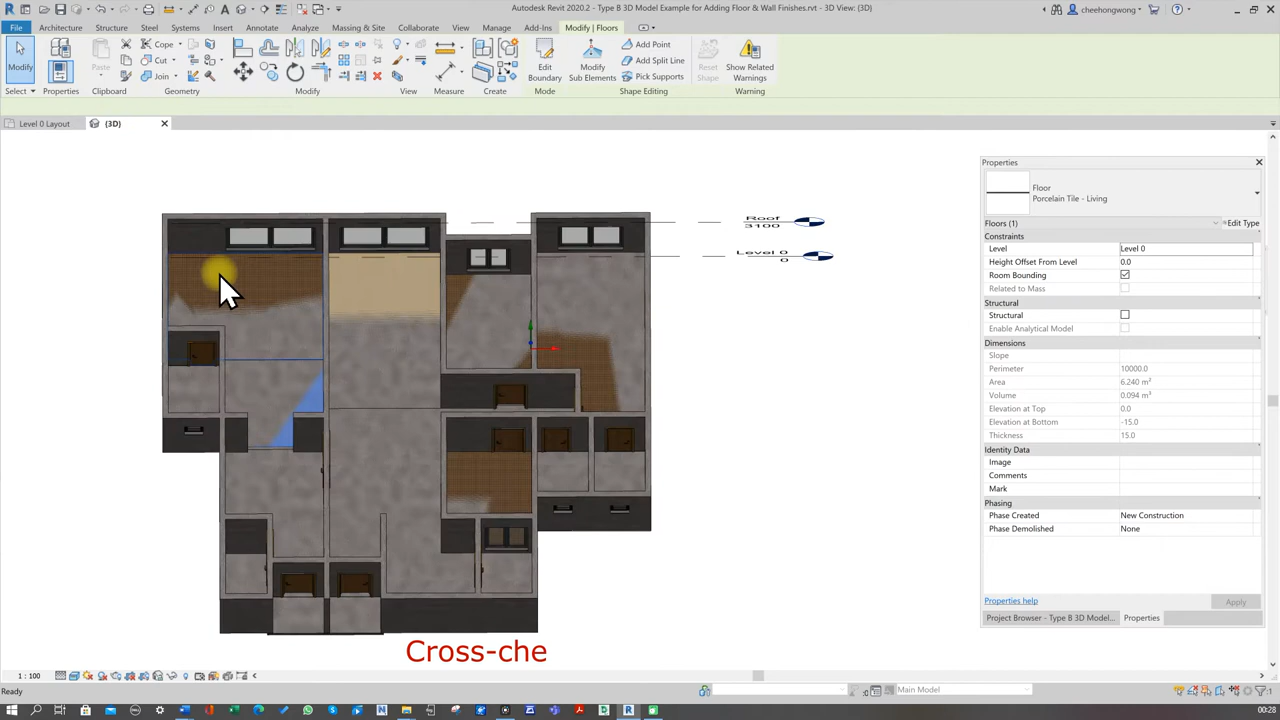 Autodesk Revit 2020.2 - Type B 3D Model Example for Adding Floor & Wall Finishes.rvt - 3D View: {3D}
cheehongwong
File Architecture Structure Steel Systems Insert Annotate Analyze Massing & Site Collaborate View Manage Add-Ins Modify | Floors
Modify Paste Cope Cut Join Edit Boundary Modify Sub Elements Add Point Add Split Line Pick Supports Reset Shape Show Related Warnings
Select Properties Clipboard Geometry Modify View Measure Create Mode Shape Editing Warning
Level 0 Layout {3D}
Properties
Floor
Porcelain Tile - Living
Floors (1) Edit Type
Constraints
Level Level 0
Height Offset From Level 0.0
Room Bounding
Related to Mass
Structural
Structural
Enable Analytical Model
Dimensions
Slope
Perimeter 10000.0
Area 6.240 m²
Volume 0.094 m³
Elevation at Top 0.0
Elevation at Bottom -15.0
Thickness 15.0
Identity Data
Image
Comments
Mark
Phasing
Phase Created New Construction
Phase Demolished None
Properties help Apply
Project Browser - Type B 3D Model... Properties
Roof
3100
Level 0
0
Cross-che
1 : 100
Ready
Main Model
:0
:1
00:28